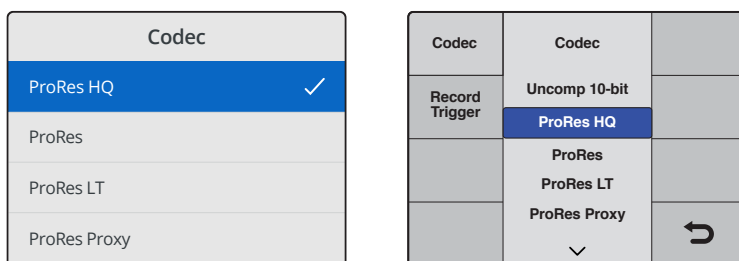 Codec
ProRes HQ
ProRes
ProRes LT
ProRes Proxy
Codec
Record
Trigger
Codec
Uncomp 10-bit
ProRes HQ
ProRes
ProRes LT
ProRes Proxy